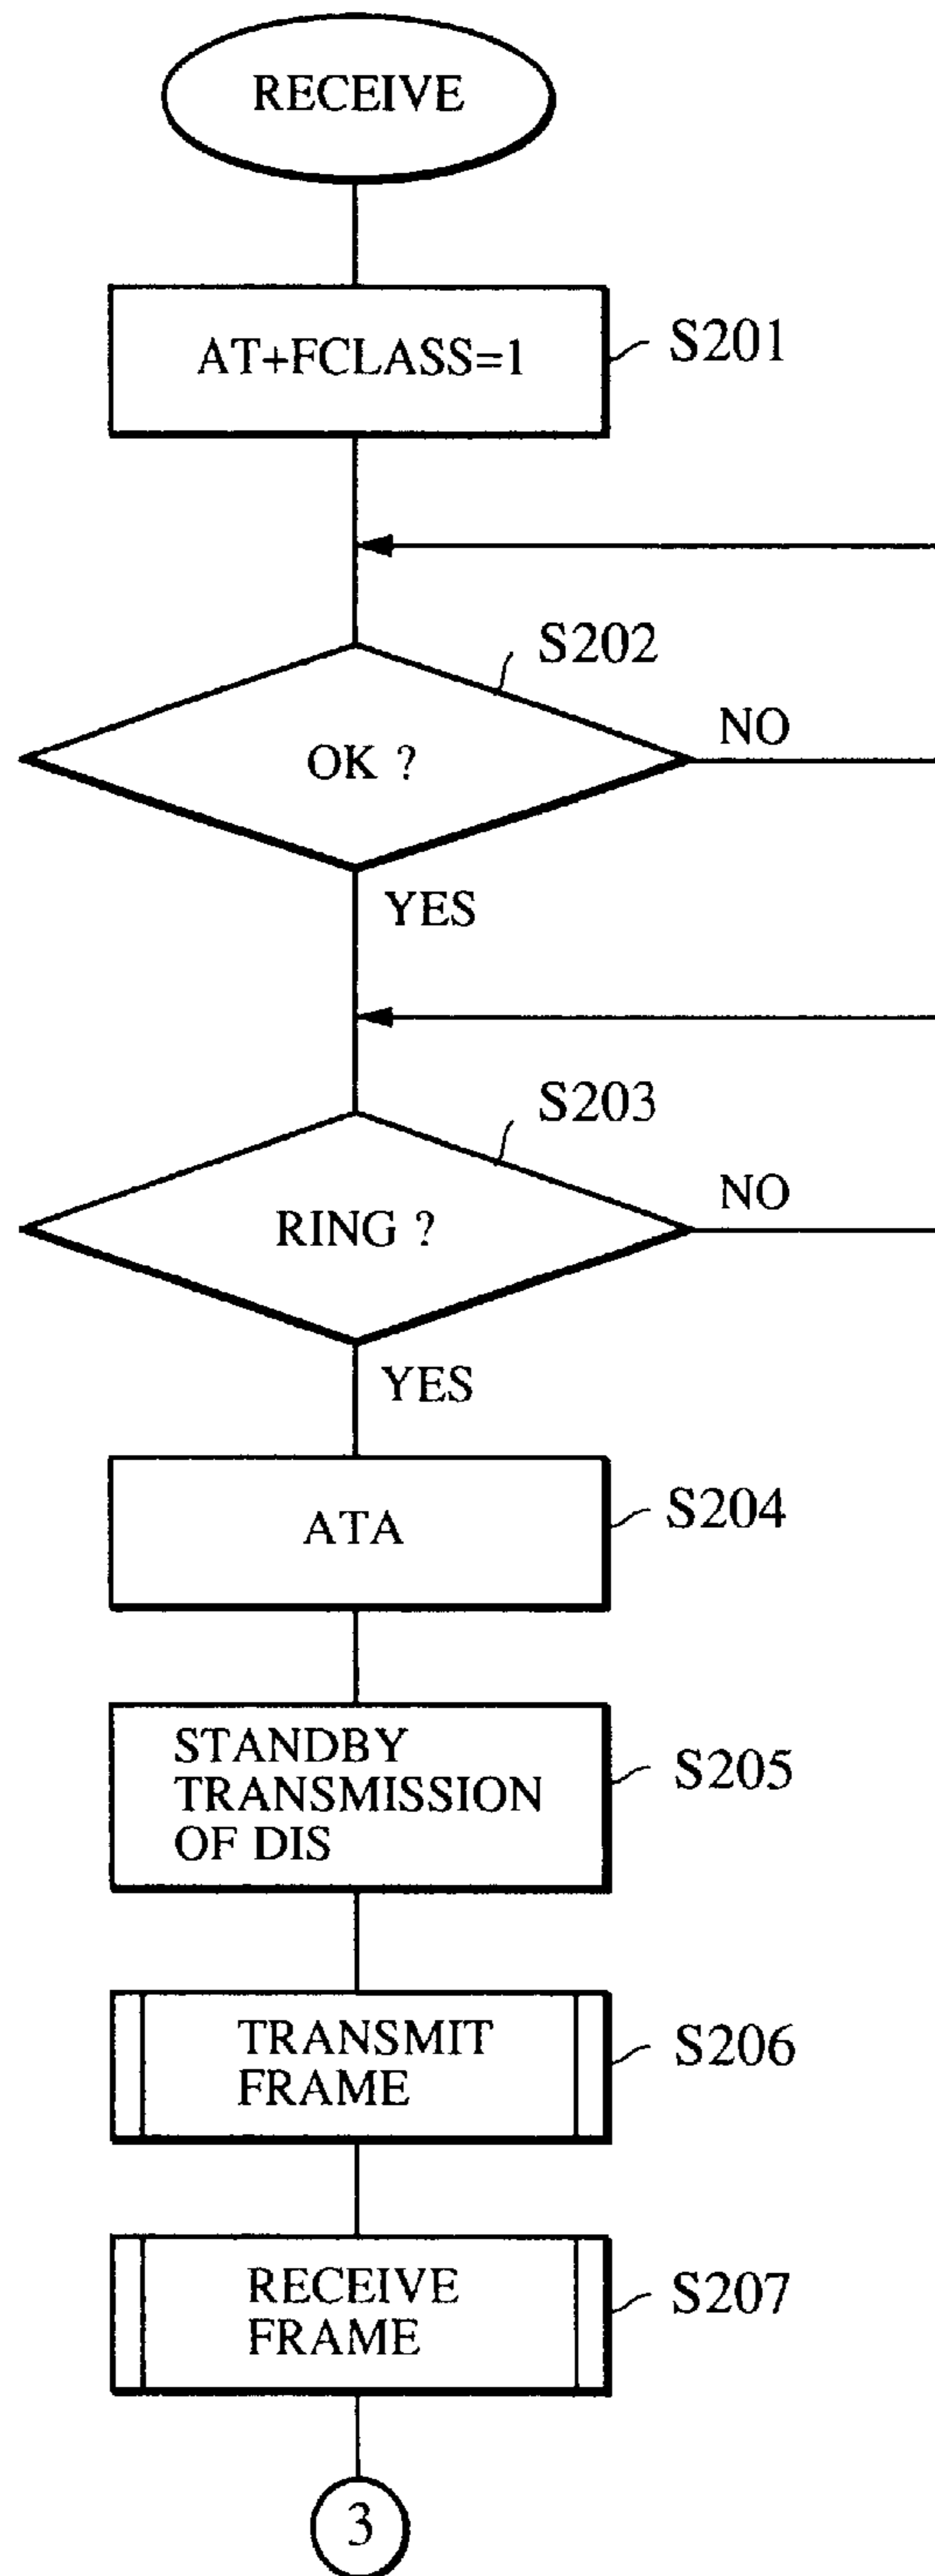 RECEIVE
AT+FCLASS=1
S201
S202
OK ?
NO
YES
S203
RING ?
NO
YES
ATA
S204
STANDBY
TRANSMISSION
OF DIS
S205
TRANSMIT
FRAME
S206
RECEIVE
FRAME
S207
3